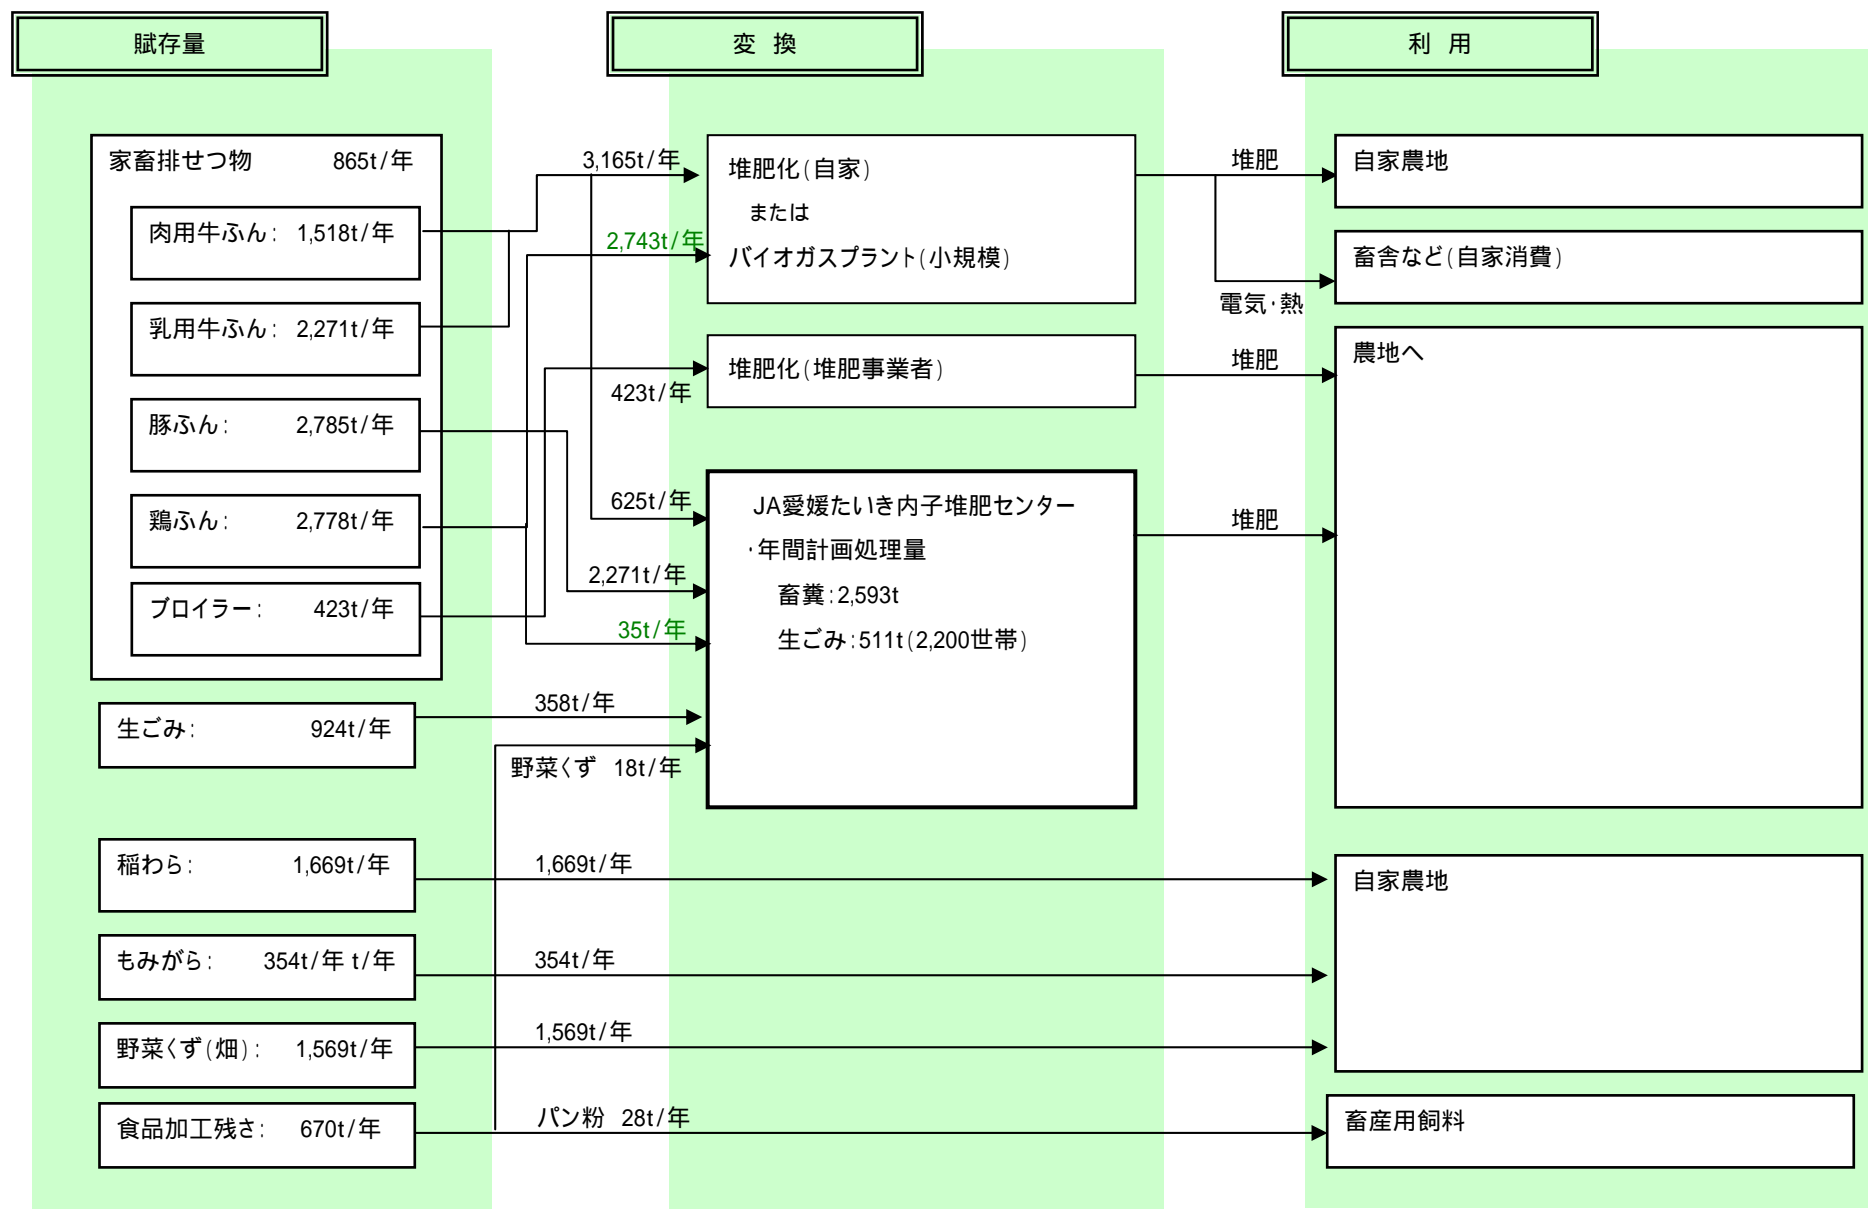 賦存量
変 換
利 用
家畜排せつ物 865t/年
肉用牛ふん: 1,518t/年
乳用牛ふん: 2,271t/年
豚ふん: 2,785t/年
鶏ふん: 2,778t/年
ブロイラー: 423t/年
生ごみ: 924t/年
稲わら: 1,669t/年
もみがら: 354t/年 t/年
野菜くず(畑): 1,569t/年
食品加工残さ: 670t/年
3,165t/年
2,743t/年
423t/年
625t/年
2,271t/年
35t/年
358t/年
野菜くず 18t/年
1,669t/年
354t/年
1,569t/年
パン粉 28t/年
堆肥化(自家)
または
バイオガスプラント(小規模)
堆肥化(堆肥事業者)
JA愛媛たいき内子堆肥センター
・年間計画処理量
畜糞:2,593t
生ごみ:511t(2,200世帯)
堆肥
電気・熱
堆肥
堆肥
自家農地
畜舎など(自家消費)
農地へ
自家農地
畜産用飼料